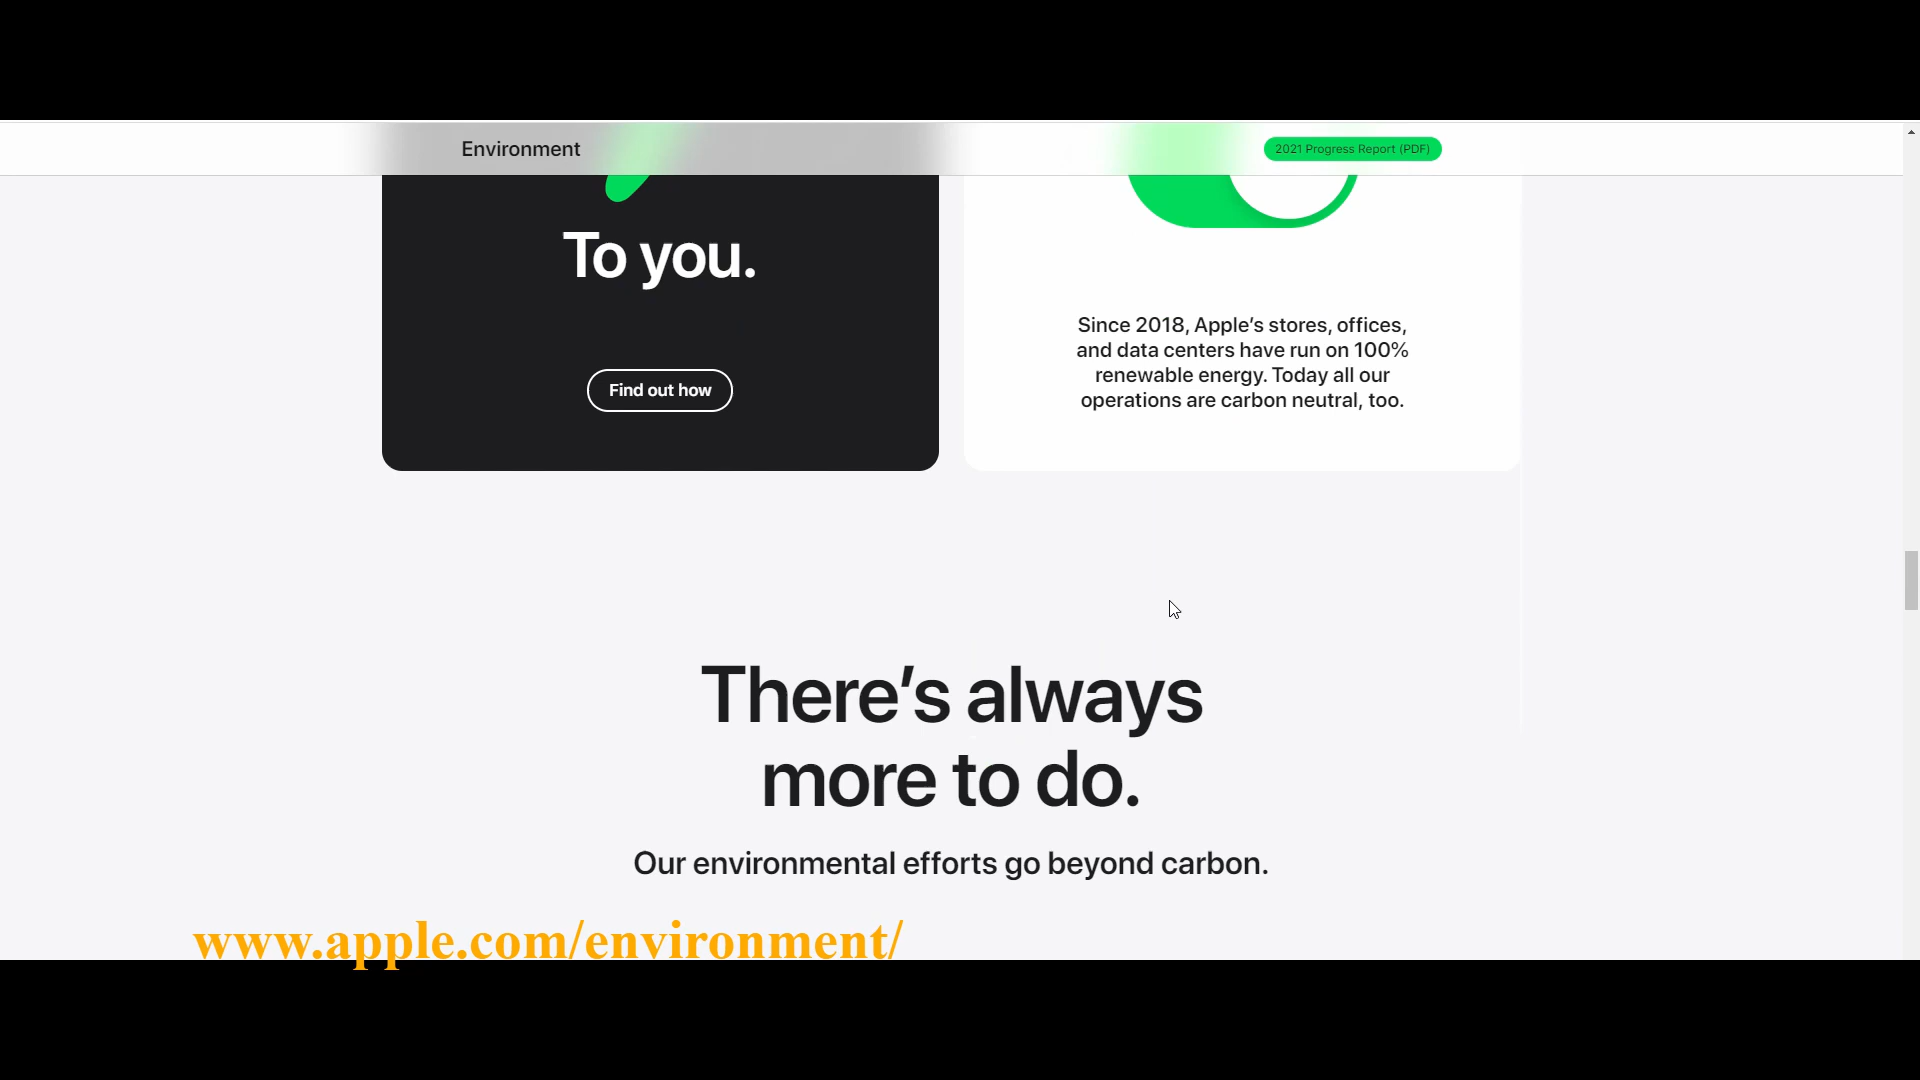 Environment
2021 Progress Report (PDF)
To you.
Find out how
Since 2018, Apple’s stores, offices,
and data centers have run on 100%
renewable energy. Today all our
operations are carbon neutral, too.
There’s always
more to do.
Our environmental efforts go beyond carbon.
www.apple.com/environment/